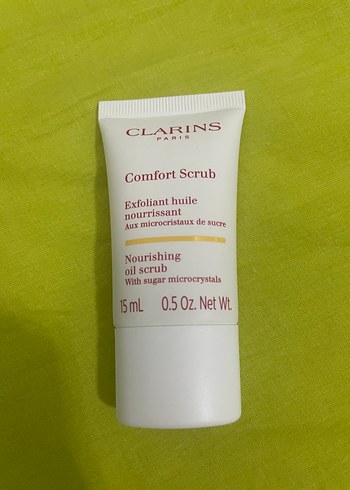 CLARINS
PARIS
Comfort Scrub
Exfoliant huile
nourrissant
Aux microcristaux de sucre
Nourishing
oil scrub
With sugar microcrystals
15 mL 0.5 Oz. Net Wt.